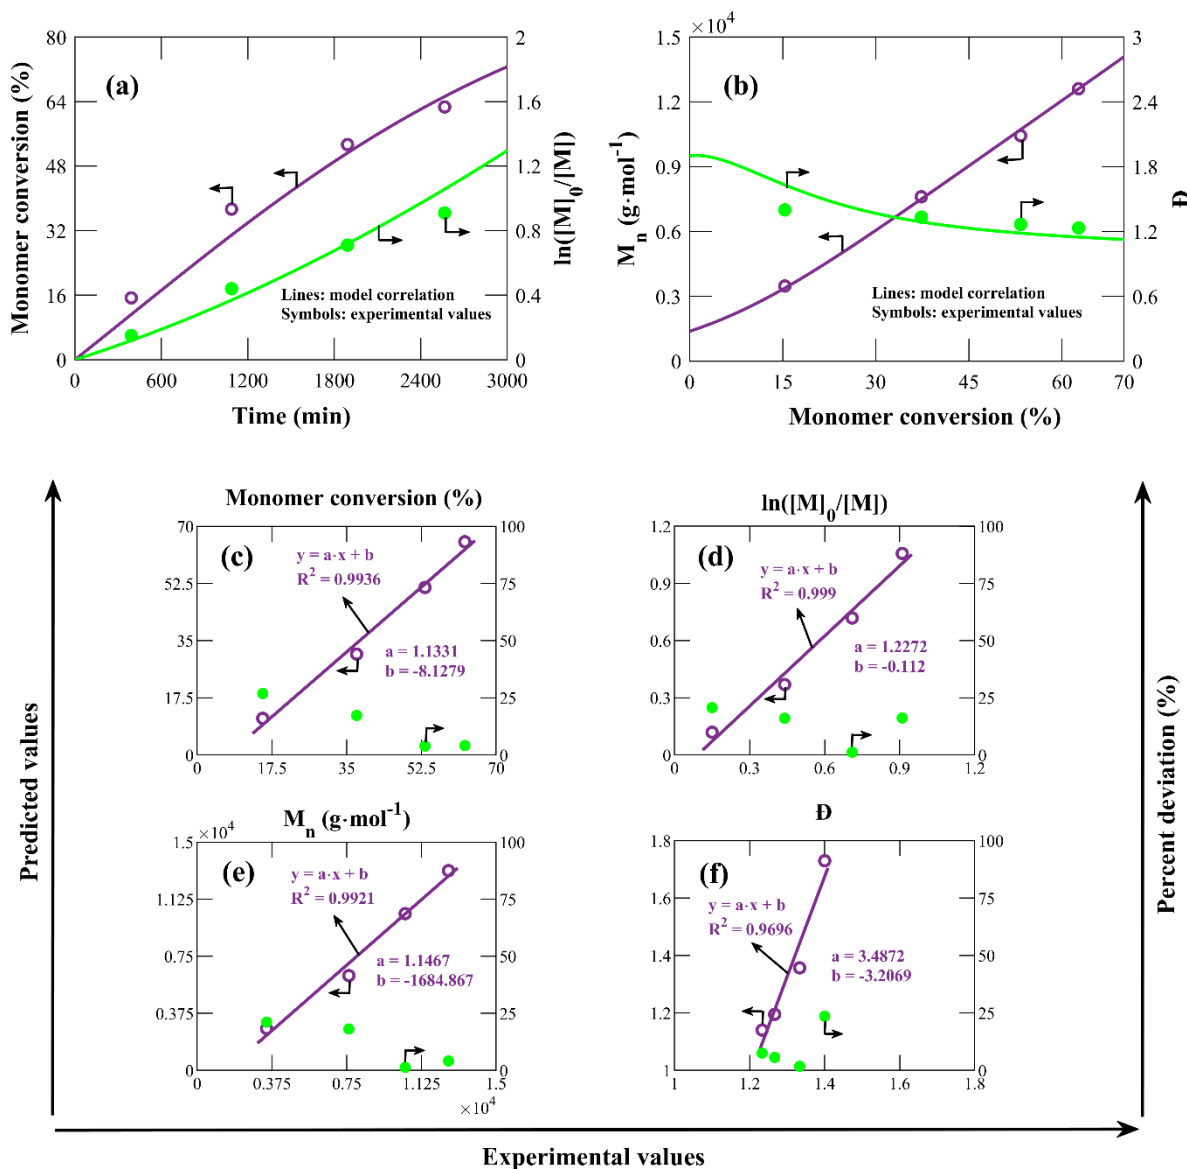 (a)
Monomer conversion (%)
80
64
48
32
16
0
2
1.6
1.2
0.8
0.4
0
ln([M]0/[M])
Lines: model correlation
Symbols: experimental values
0 600 1200 1800 2400 3000
Time (min)
×10⁴
(b)
Mn (g·mol⁻¹)
1.5
1.2
0.9
0.6
0.3
0
3
2.4
1.8
1.2
0.6
0
Đ
Lines: model correlation
Symbols: experimental values
0 15 30 45 60 70
Monomer conversion (%)
Predicted values
Monomer conversion (%)
(c)
70
52.5
35
17.5
0
y = a·x + b
R² = 0.9936
a = 1.1331
b = -8.1279
100
75
50
25
0
0 17.5 35 52.5 70
ln([M]0/[M])
(d)
1.2
0.9
0.6
0.3
0
y = a·x + b
R² = 0.999
a = 1.2272
b = -0.112
100
75
50
25
0
0 0.3 0.6 0.9 1.2
Mn (g·mol⁻¹)
×10⁴
(e)
1.5
1.125
0.75
0.375
0
y = a·x + b
R² = 0.9921
a = 1.1467
b = -1684.867
100
75
50
25
0
0 0.375 0.75 1.125 1.5
×10⁴
Đ
(f)
1.8
1.6
1.4
1.2
1
y = a·x + b
R² = 0.9696
a = 3.4872
b = -3.2069
100
75
50
25
0
1 1.2 1.4 1.6 1.8
Percent deviation (%)
Experimental values